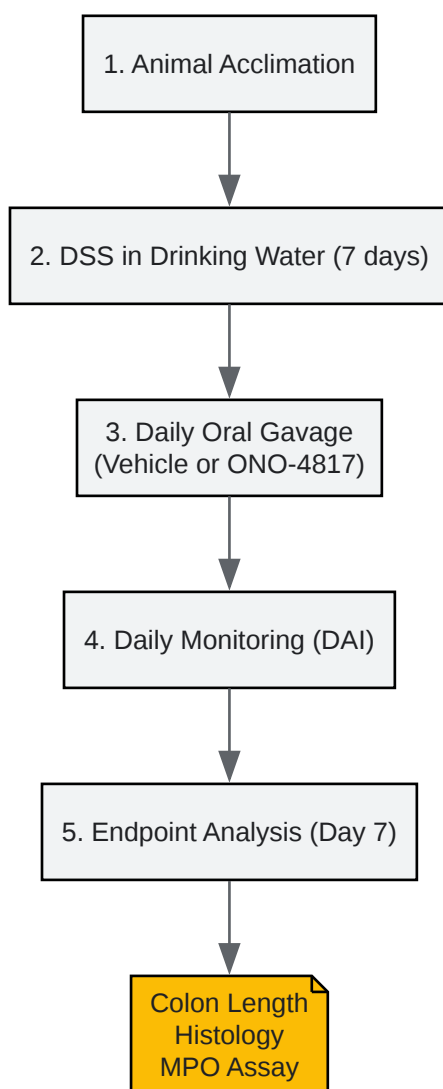 1. Animal Acclimation
2. DSS in Drinking Water (7 days)
3. Daily Oral Gavage
(Vehicle or ONO-4817)
4. Daily Monitoring (DAI)
5. Endpoint Analysis (Day 7)
Colon Length
Histology
MPO Assay